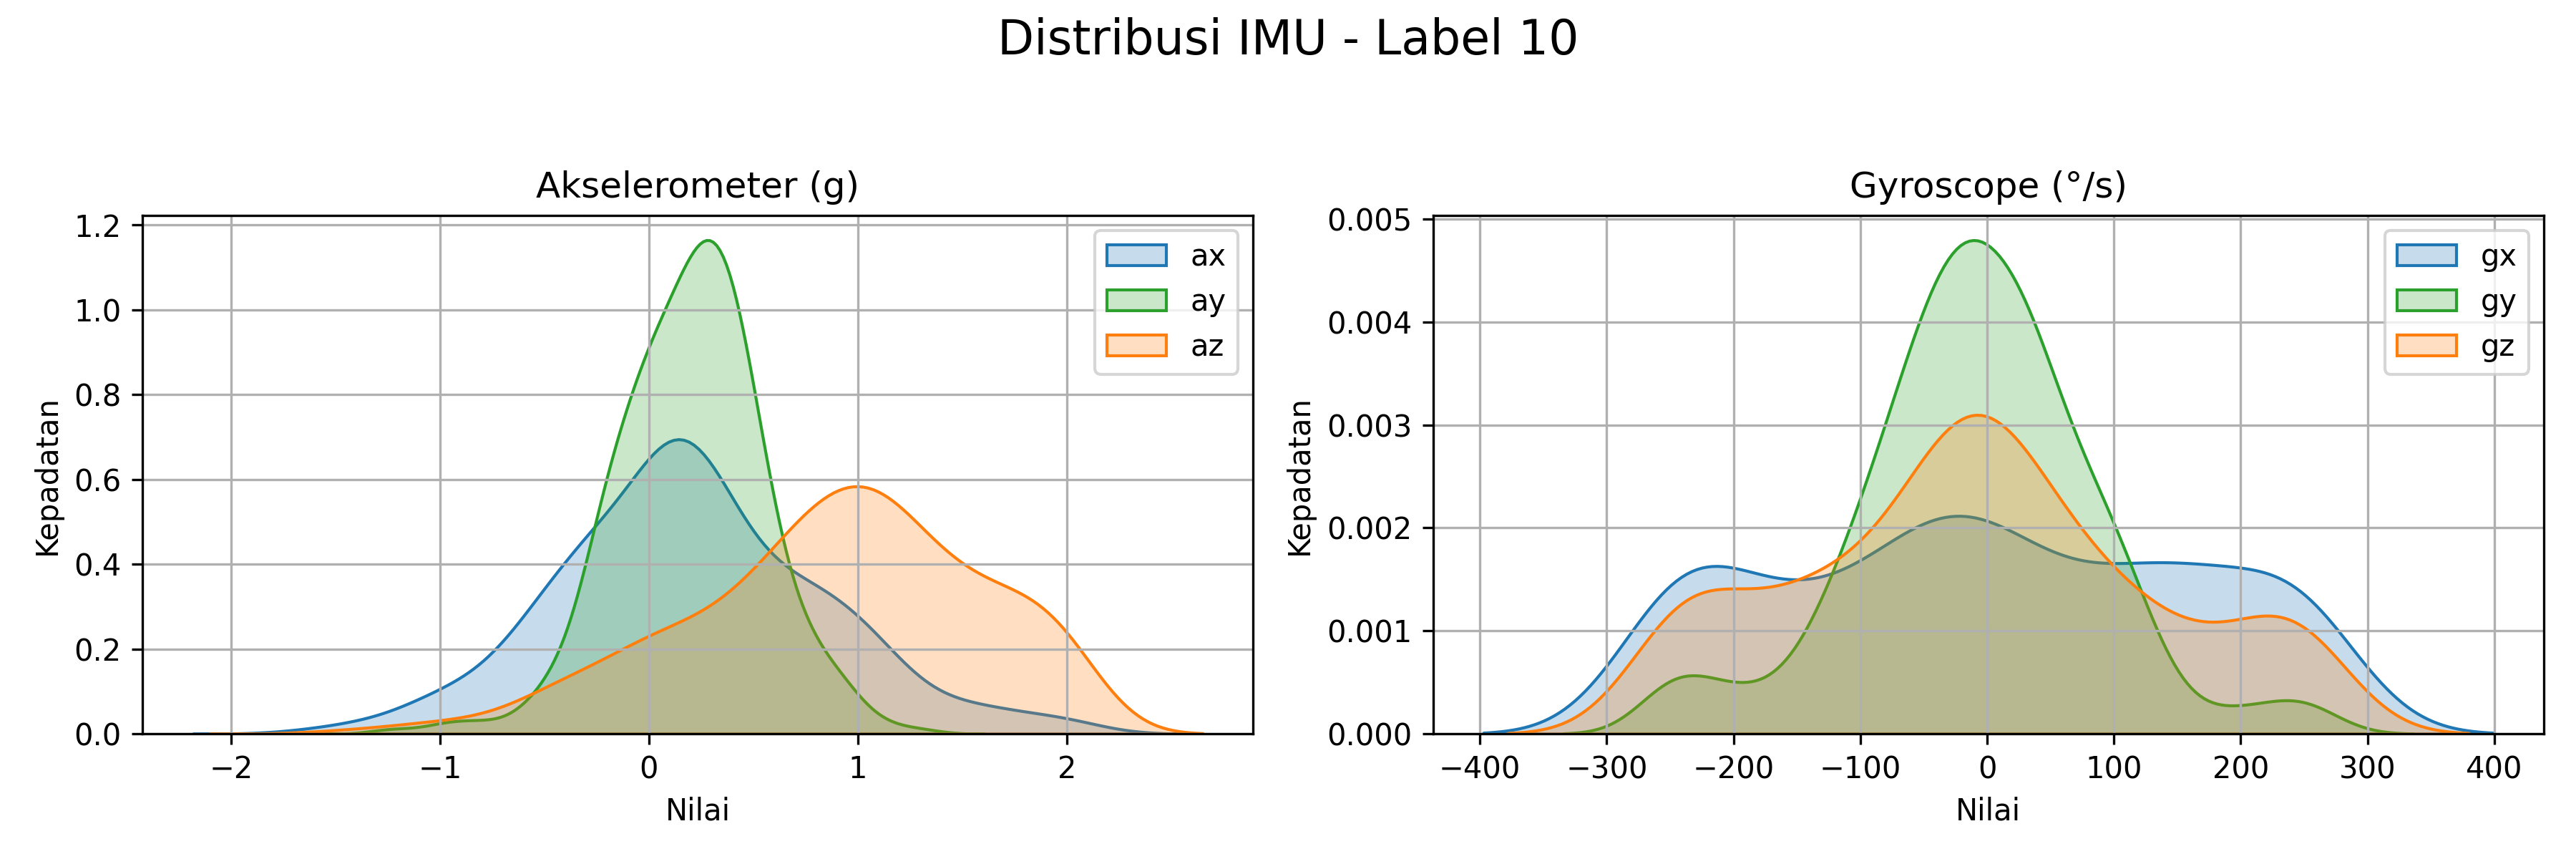 Distribusi IMU - Label 10
Akselerometer (g)
Kepadatan
1.2
1.0
0.8
0.6
0.4
0.2
0.0
−2
−1
0
1
2
Nilai
ax
ay
az
Gyroscope (°/s)
Kepadatan
0.005
0.004
0.003
0.002
0.001
0.000
−400
−300
−200
−100
0
100
200
300
400
Nilai
gx
gy
gz